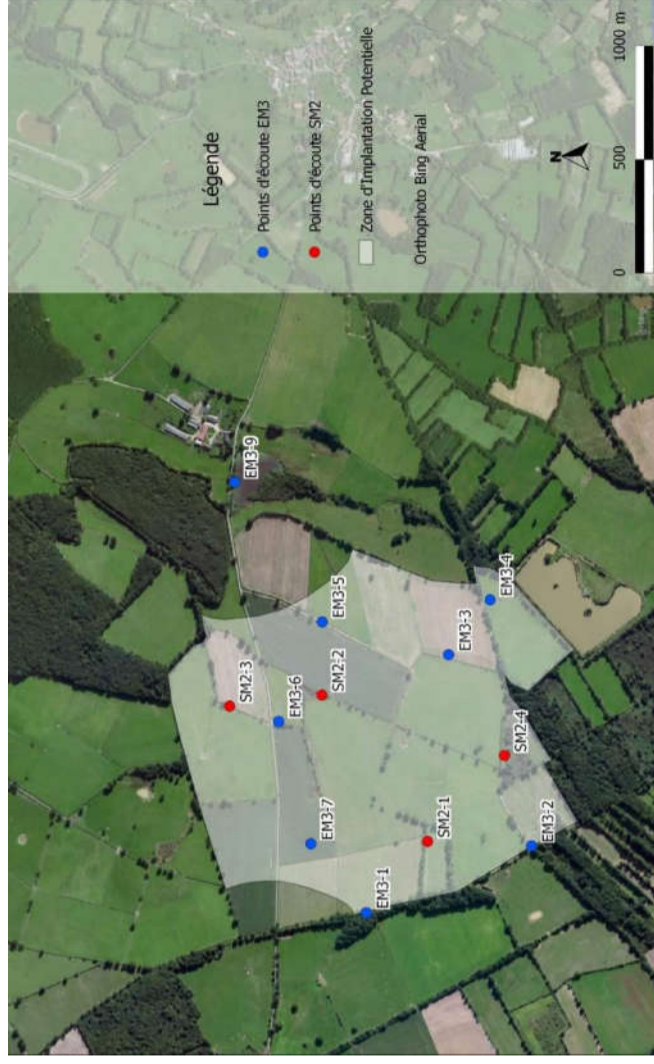 Légende
Points d'écoute EM3
Points d'écoute SM2
Zone d'Implantation Potentielle
Orthophoto Bing Aerial
N
0 500 1000 m
EM3-9
EM3-5
EM3-4
EM3-3
SM2-3
EM3-6
SM2-2
SM2-4
EM3-7
SM2-1
EM3-2
EM3-1